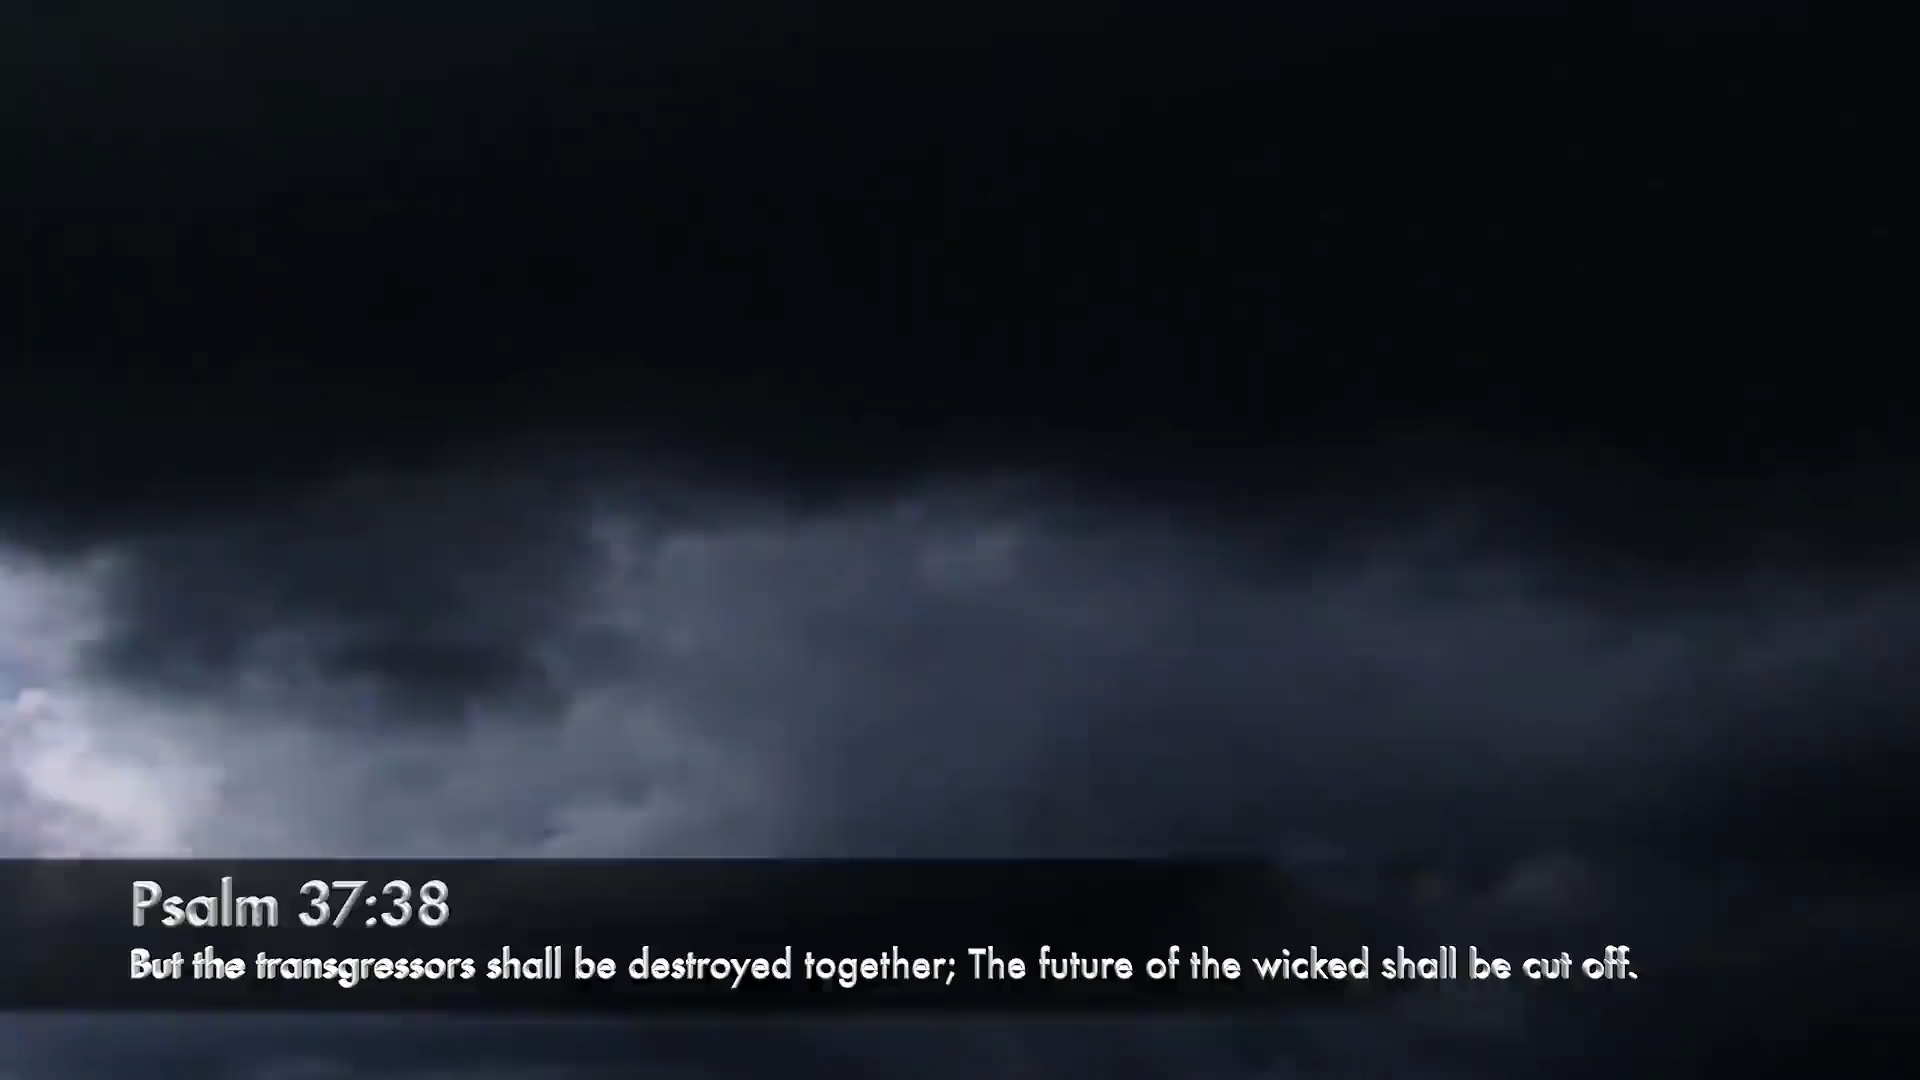 Psalm 37:38
But the transgressors shall be destroyed together; The future of the wicked shall be cut off.